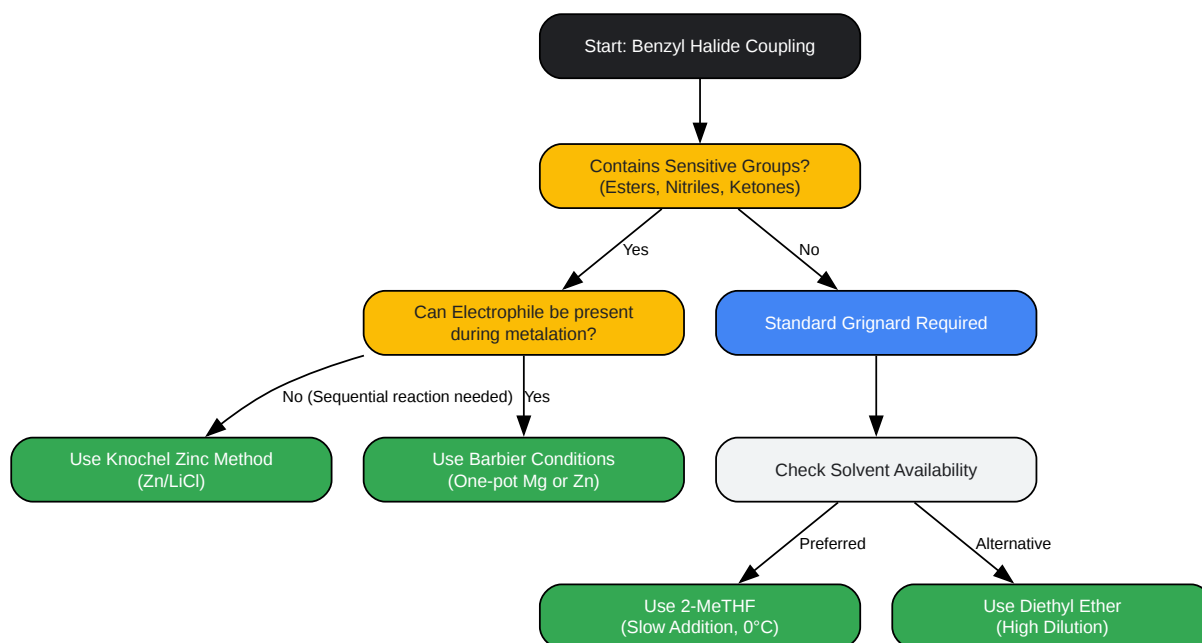 Start: Benzyl Halide Coupling
Contains Sensitive Groups?
(Esters, Nitriles, Ketones)
Yes
No
Can Electrophile be present
during metalation?
Standard Grignard Required
No (Sequential reaction needed)
Yes
Use Knochel Zinc Method
(Zn/LiCl)
Use Barbier Conditions
(One-pot Mg or Zn)
Check Solvent Availability
Preferred
Alternative
Use 2-MeTHF
(Slow Addition, 0°C)
Use Diethyl Ether
(High Dilution)